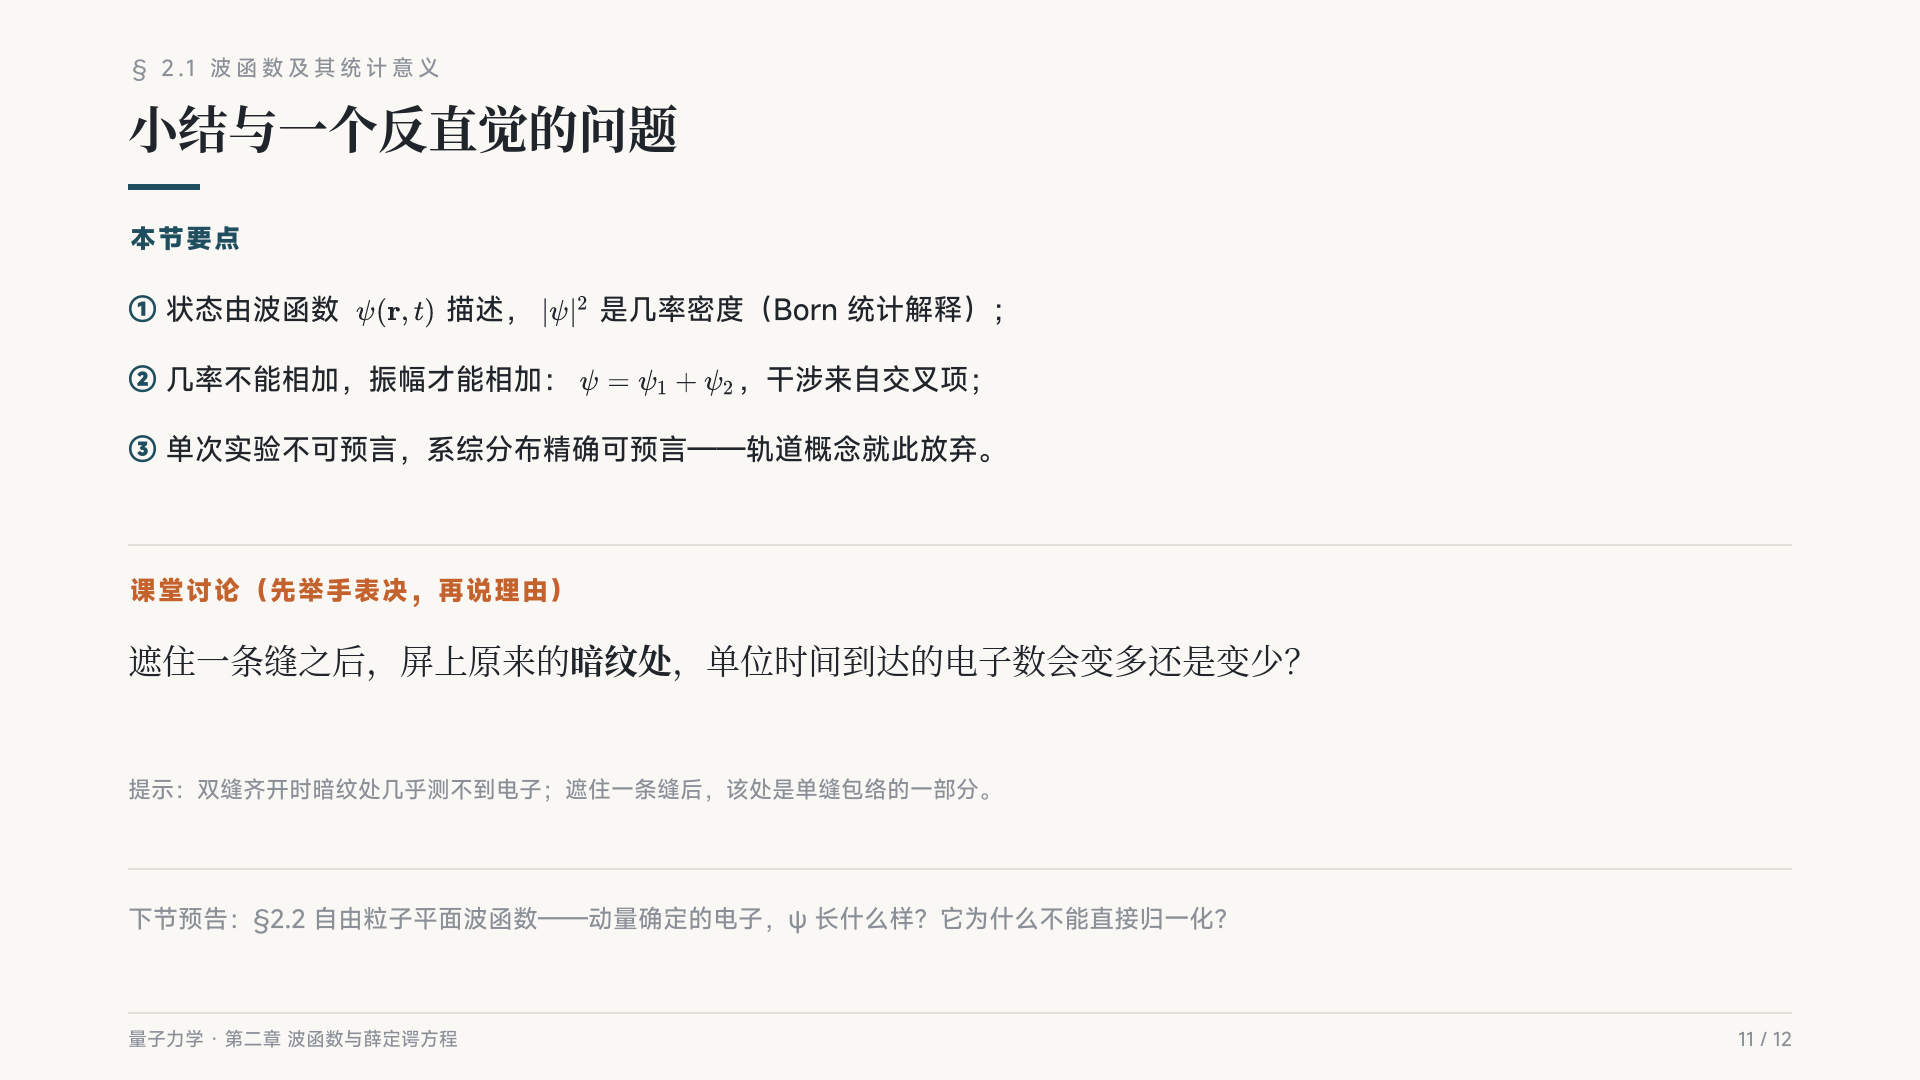 § 2.1 波函数及其统计意义
小结与一个反直觉的问题
本节要点
① 状态由波函数 ψ(r, t) 描述， |ψ|² 是几率密度（Born 统计解释）；
② 几率不能相加，振幅才能相加： ψ = ψ₁ + ψ₂ ，干涉来自交叉项；
③ 单次实验不可预言，系综分布精确可预言——轨道概念就此放弃。
课堂讨论（先举手表决，再说理由）
遮住一条缝之后，屏上原来的暗纹处，单位时间到达的电子数会变多还是变少？
提示：双缝齐开时暗纹处几乎测不到电子；遮住一条缝后，该处是单缝包络的一部分。
下节预告：§2.2 自由粒子平面波函数——动量确定的电子，ψ 长什么样？它为什么不能直接归一化？
量子力学 · 第二章 波函数与薛定谔方程
11 / 12